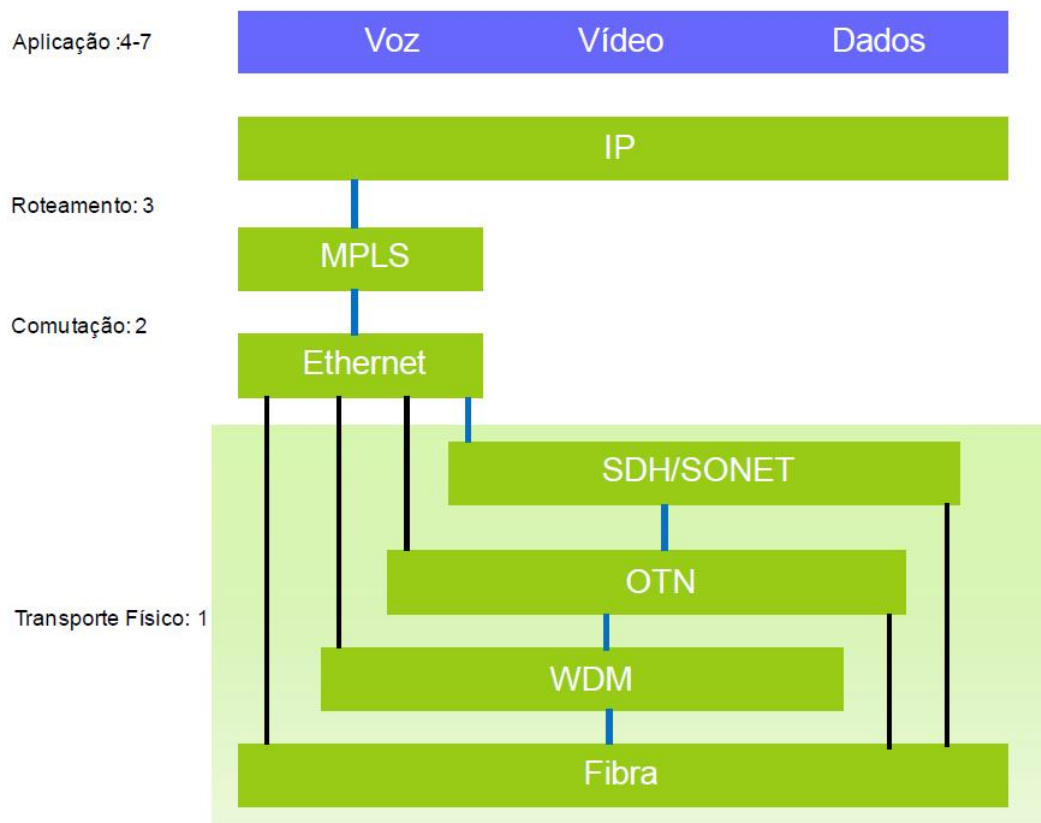 Aplicação :4-7
Voz Vídeo Dados
IP
Roteamento: 3
MPLS
Comutação: 2
Ethernet
SDH/SONET
OTN
Transporte Físico: 1
WDM
Fibra